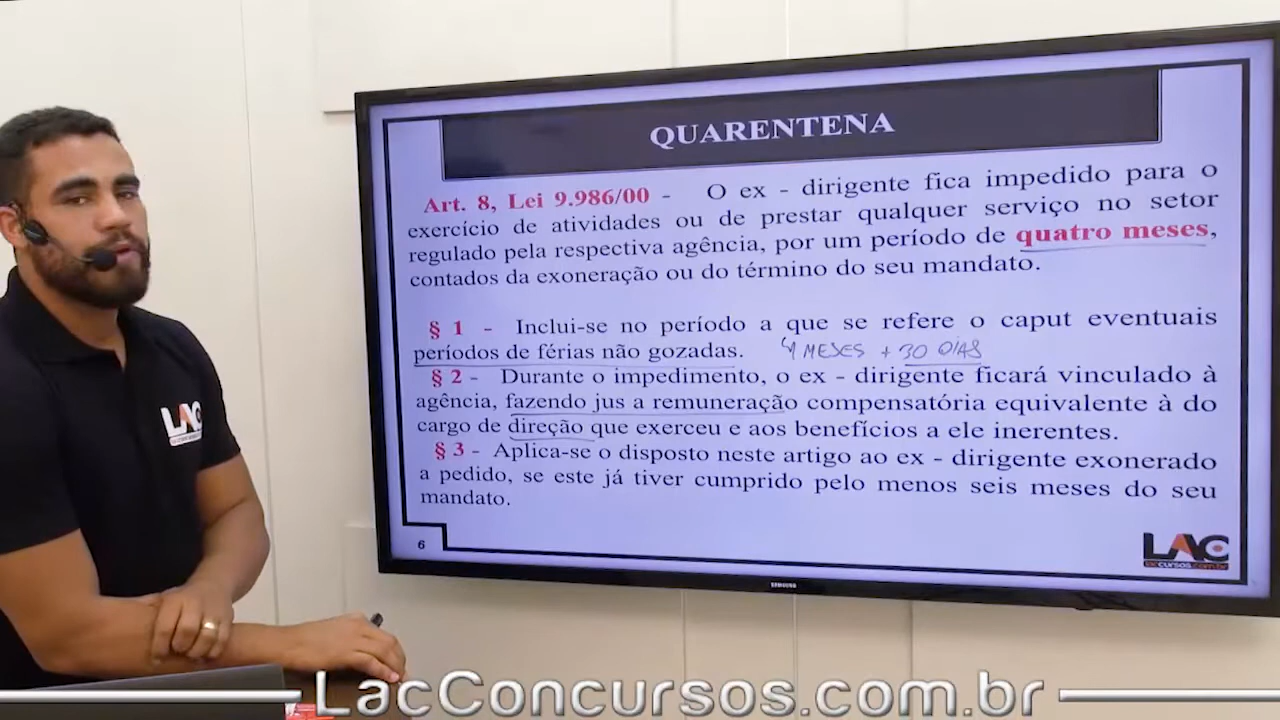 QUARENTENA
Art. 8, Lei 9.986/00 - O ex - dirigente fica impedido para o
exercício de atividades ou de prestar qualquer serviço no setor
regulado pela respectiva agência, por um período de quatro meses,
contados da exoneração ou do término do seu mandato.
§ 1 - Inclui-se no período a que se refere o caput eventuais
períodos de férias não gozadas. 4 MESES + 30 DIAS
§ 2 - Durante o impedimento, o ex - dirigente ficará vinculado à
agência, fazendo jus a remuneração compensatória equivalente à do
cargo de direção que exerceu e aos benefícios a ele inerentes.
§ 3 - Aplica-se o disposto neste artigo ao ex - dirigente exonerado
a pedido, se este já tiver cumprido pelo menos seis meses do seu
mandato.
6
LAC
laccursos.com.br
SAMSUNG
LAC
LacConcursos.com.br